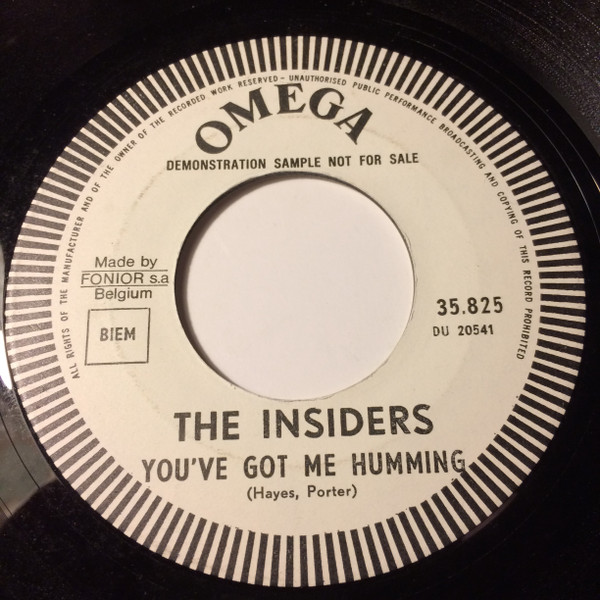 ALL RIGHTS OF THE MANUFACTURER AND OF THE OWNER OF THE RECORDED WORK RESERVED - UNAUTHORISED PUBLIC PERFORMANCE BROADCASTING AND COPYING OF THIS RECORD PROHIBITED
OMEGA
DEMONSTRATION SAMPLE NOT FOR SALE
Made by
FONIOR s.a
Belgium
BIEM
35.825
DU 20541
THE INSIDERS
YOU'VE GOT ME HUMMING
(Hayes, Porter)